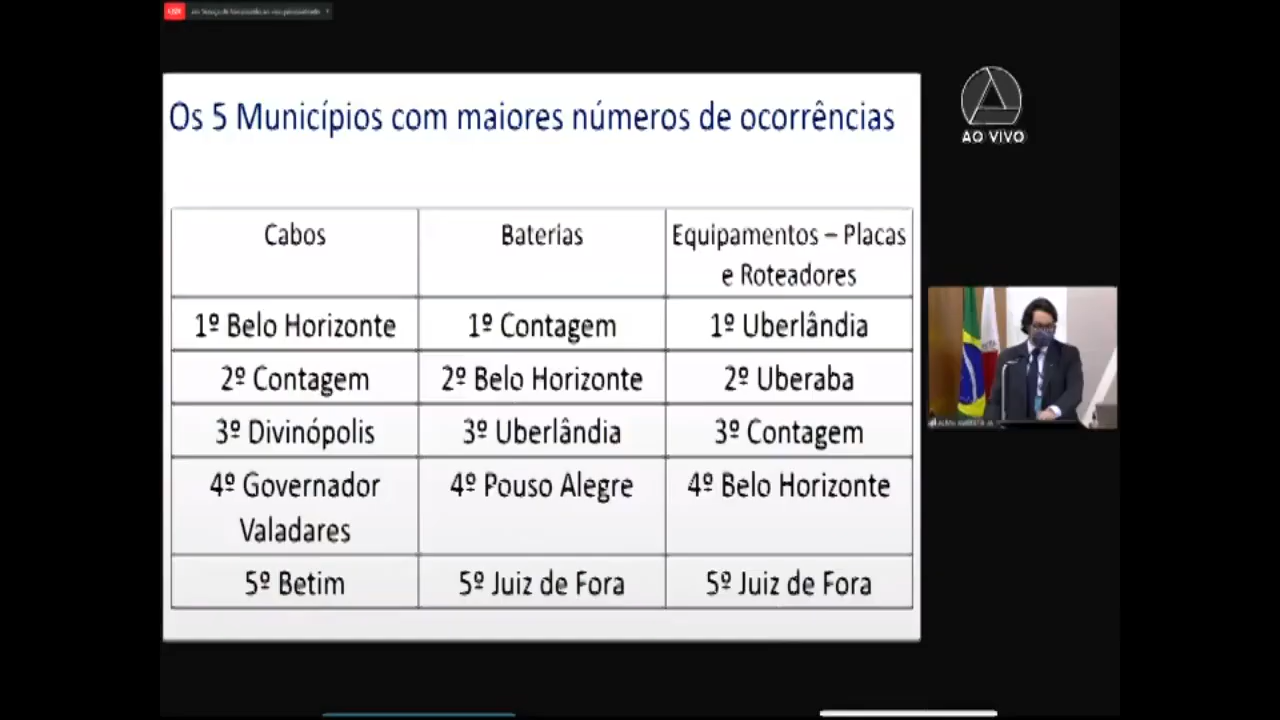 Os 5 Municípios com maiores números de ocorrências
AO VIVO
Cabos
Baterias
Equipamentos – Placas
e Roteadores
1º Belo Horizonte
1º Contagem
1º Uberlândia
2º Contagem
2º Belo Horizonte
2º Uberaba
3º Divinópolis
3º Uberlândia
3º Contagem
4º Governador
Valadares
4º Pouso Alegre
4º Belo Horizonte
5º Betim
5º Juiz de Fora
5º Juiz de Fora